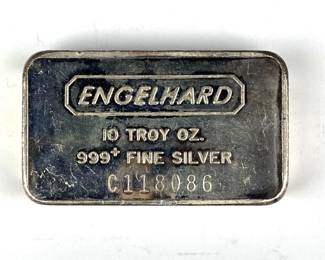 ENGELHARD
10 TROY OZ.
999+ FINE SILVER
C118086